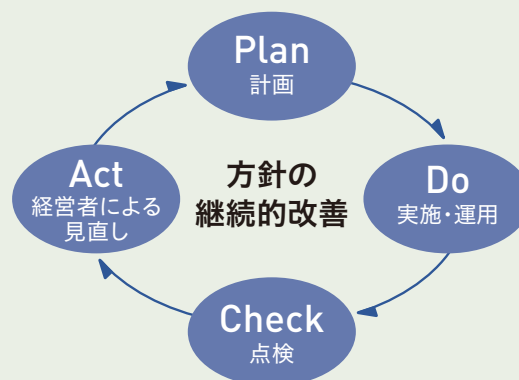 Plan
計画
Do
実施・運用
Check
点検
Act
経営者による
見直し
方針の
継続的改善